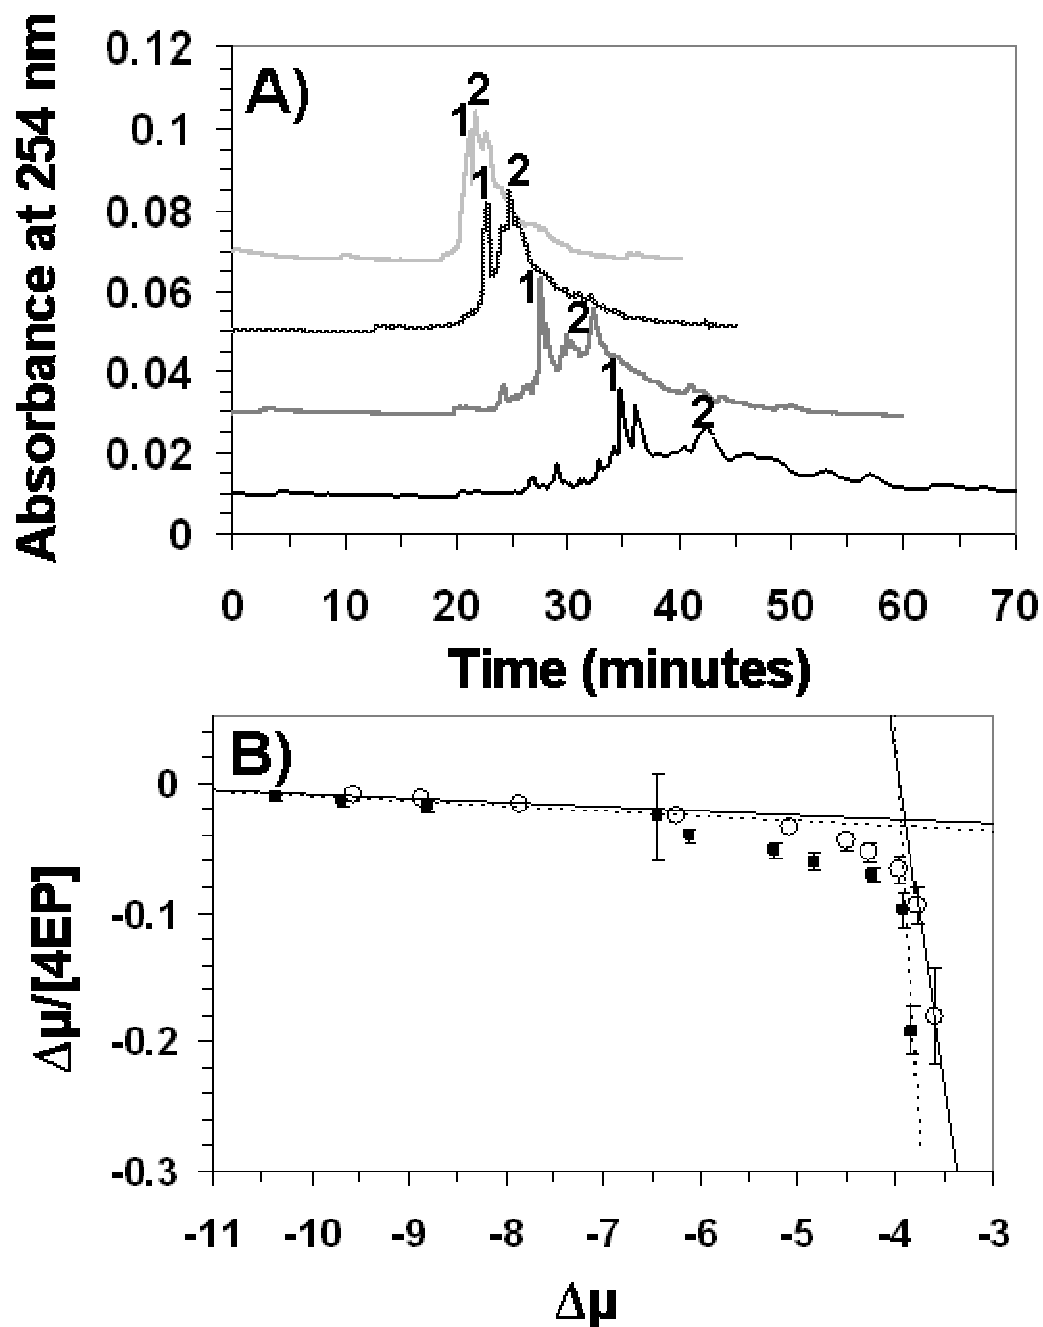 Absorbance at 254 nm
0.12
0.1
0.08
0.06
0.04
0.02
0
A)
1 2
1 2
1 2
1 2
0 10 20 30 40 50 60 70
Time (minutes)
Δμ/[4EP]
0
-0.1
-0.2
-0.3
B)
-11 -10 -9 -8 -7 -6 -5 -4 -3
Δμ